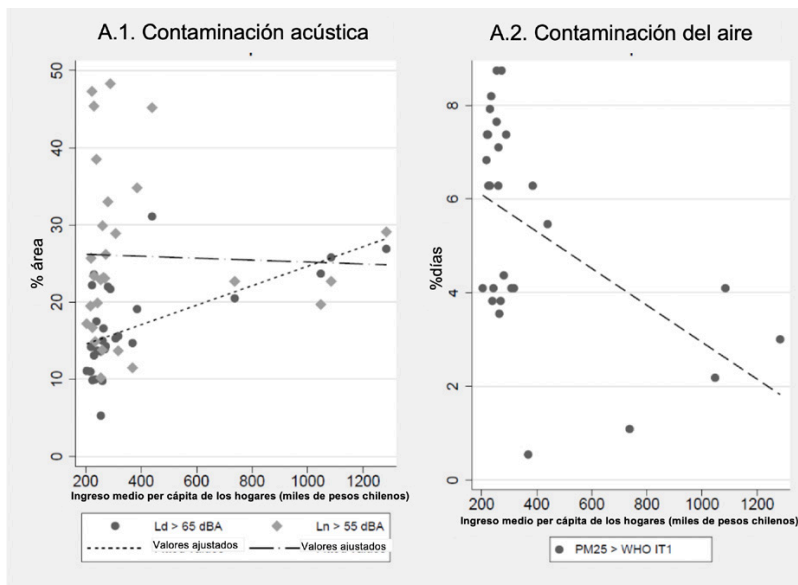 A.1. Contaminación acústica
% área
50
40
30
20
10
0
200 400 600 800 1000 1200
Ingreso medio per cápita de los hogares (miles de pesos chilenos)
Ld > 65 dBA
Ln > 55 dBA
Valores ajustados
Valores ajustados
A.2. Contaminación del aire
%días
8
6
4
2
0
200 400 600 800 1000 1200
Ingreso medio per cápita de los hogares (miles de pesos chilenos)
PM25 > WHO IT1